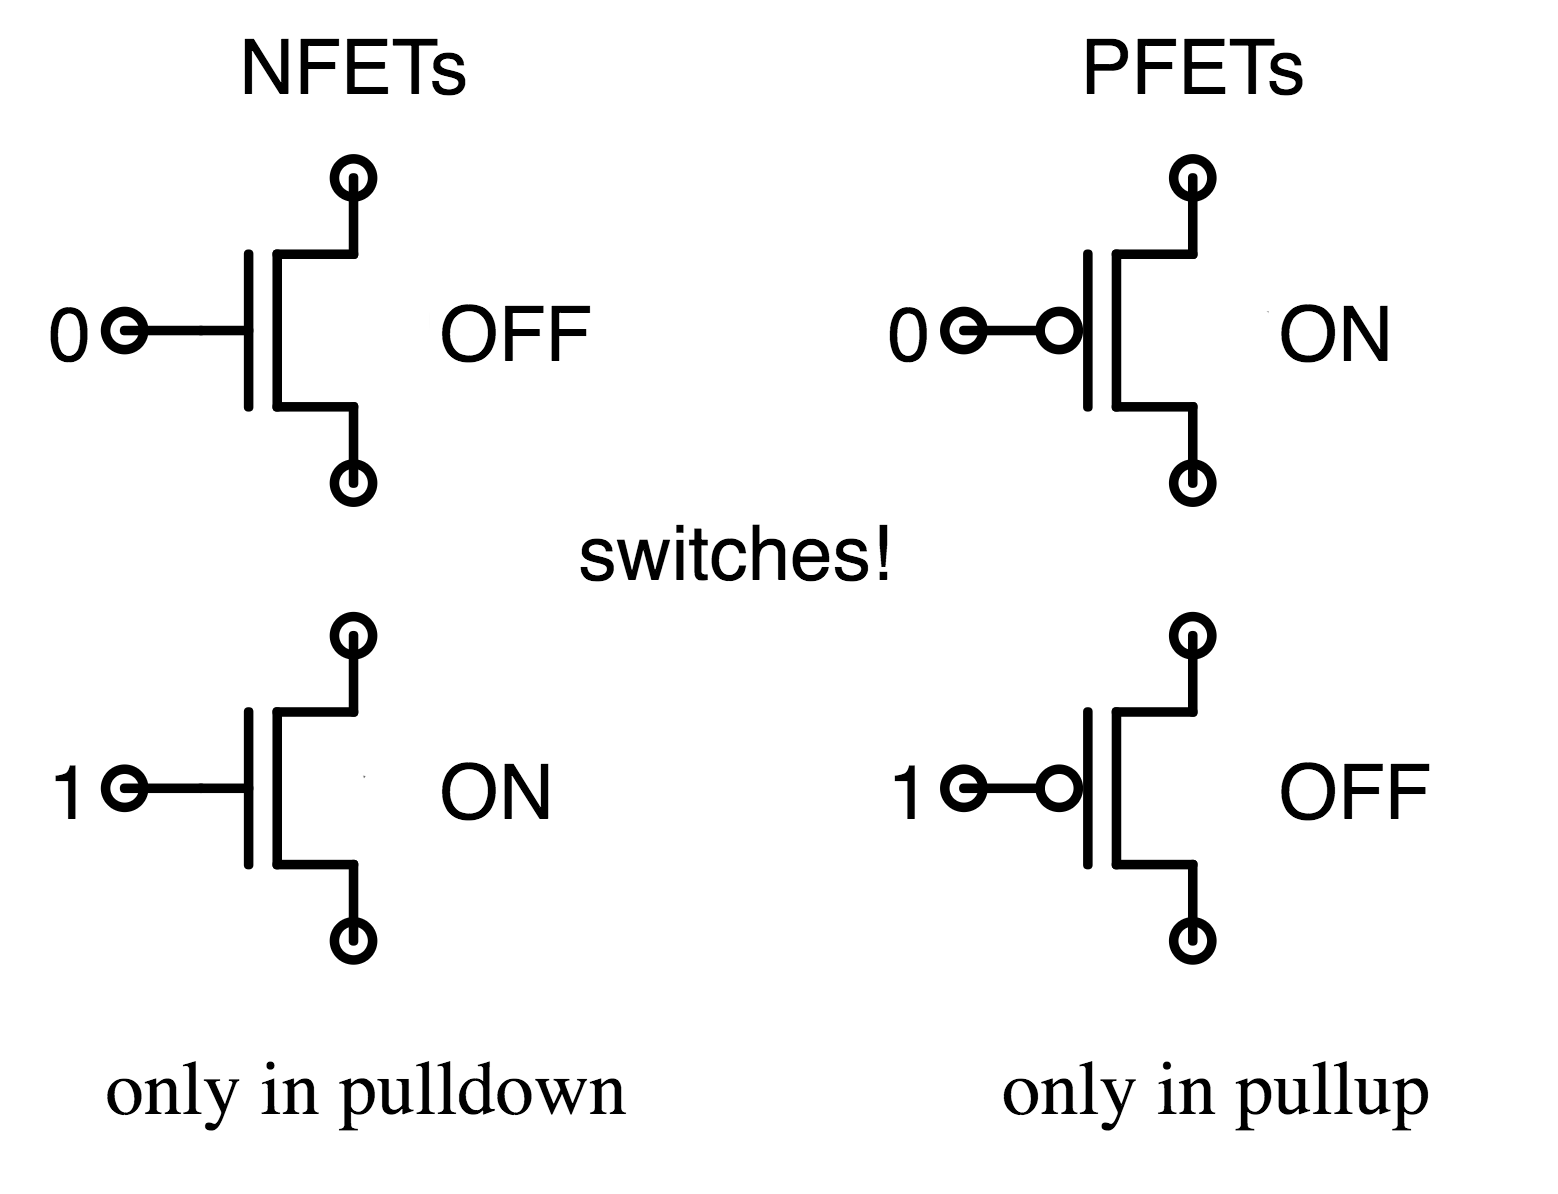 NFETs PFETs
0 OFF 0 ON
switches!
1 ON 1 OFF
only in pulldown only in pullup